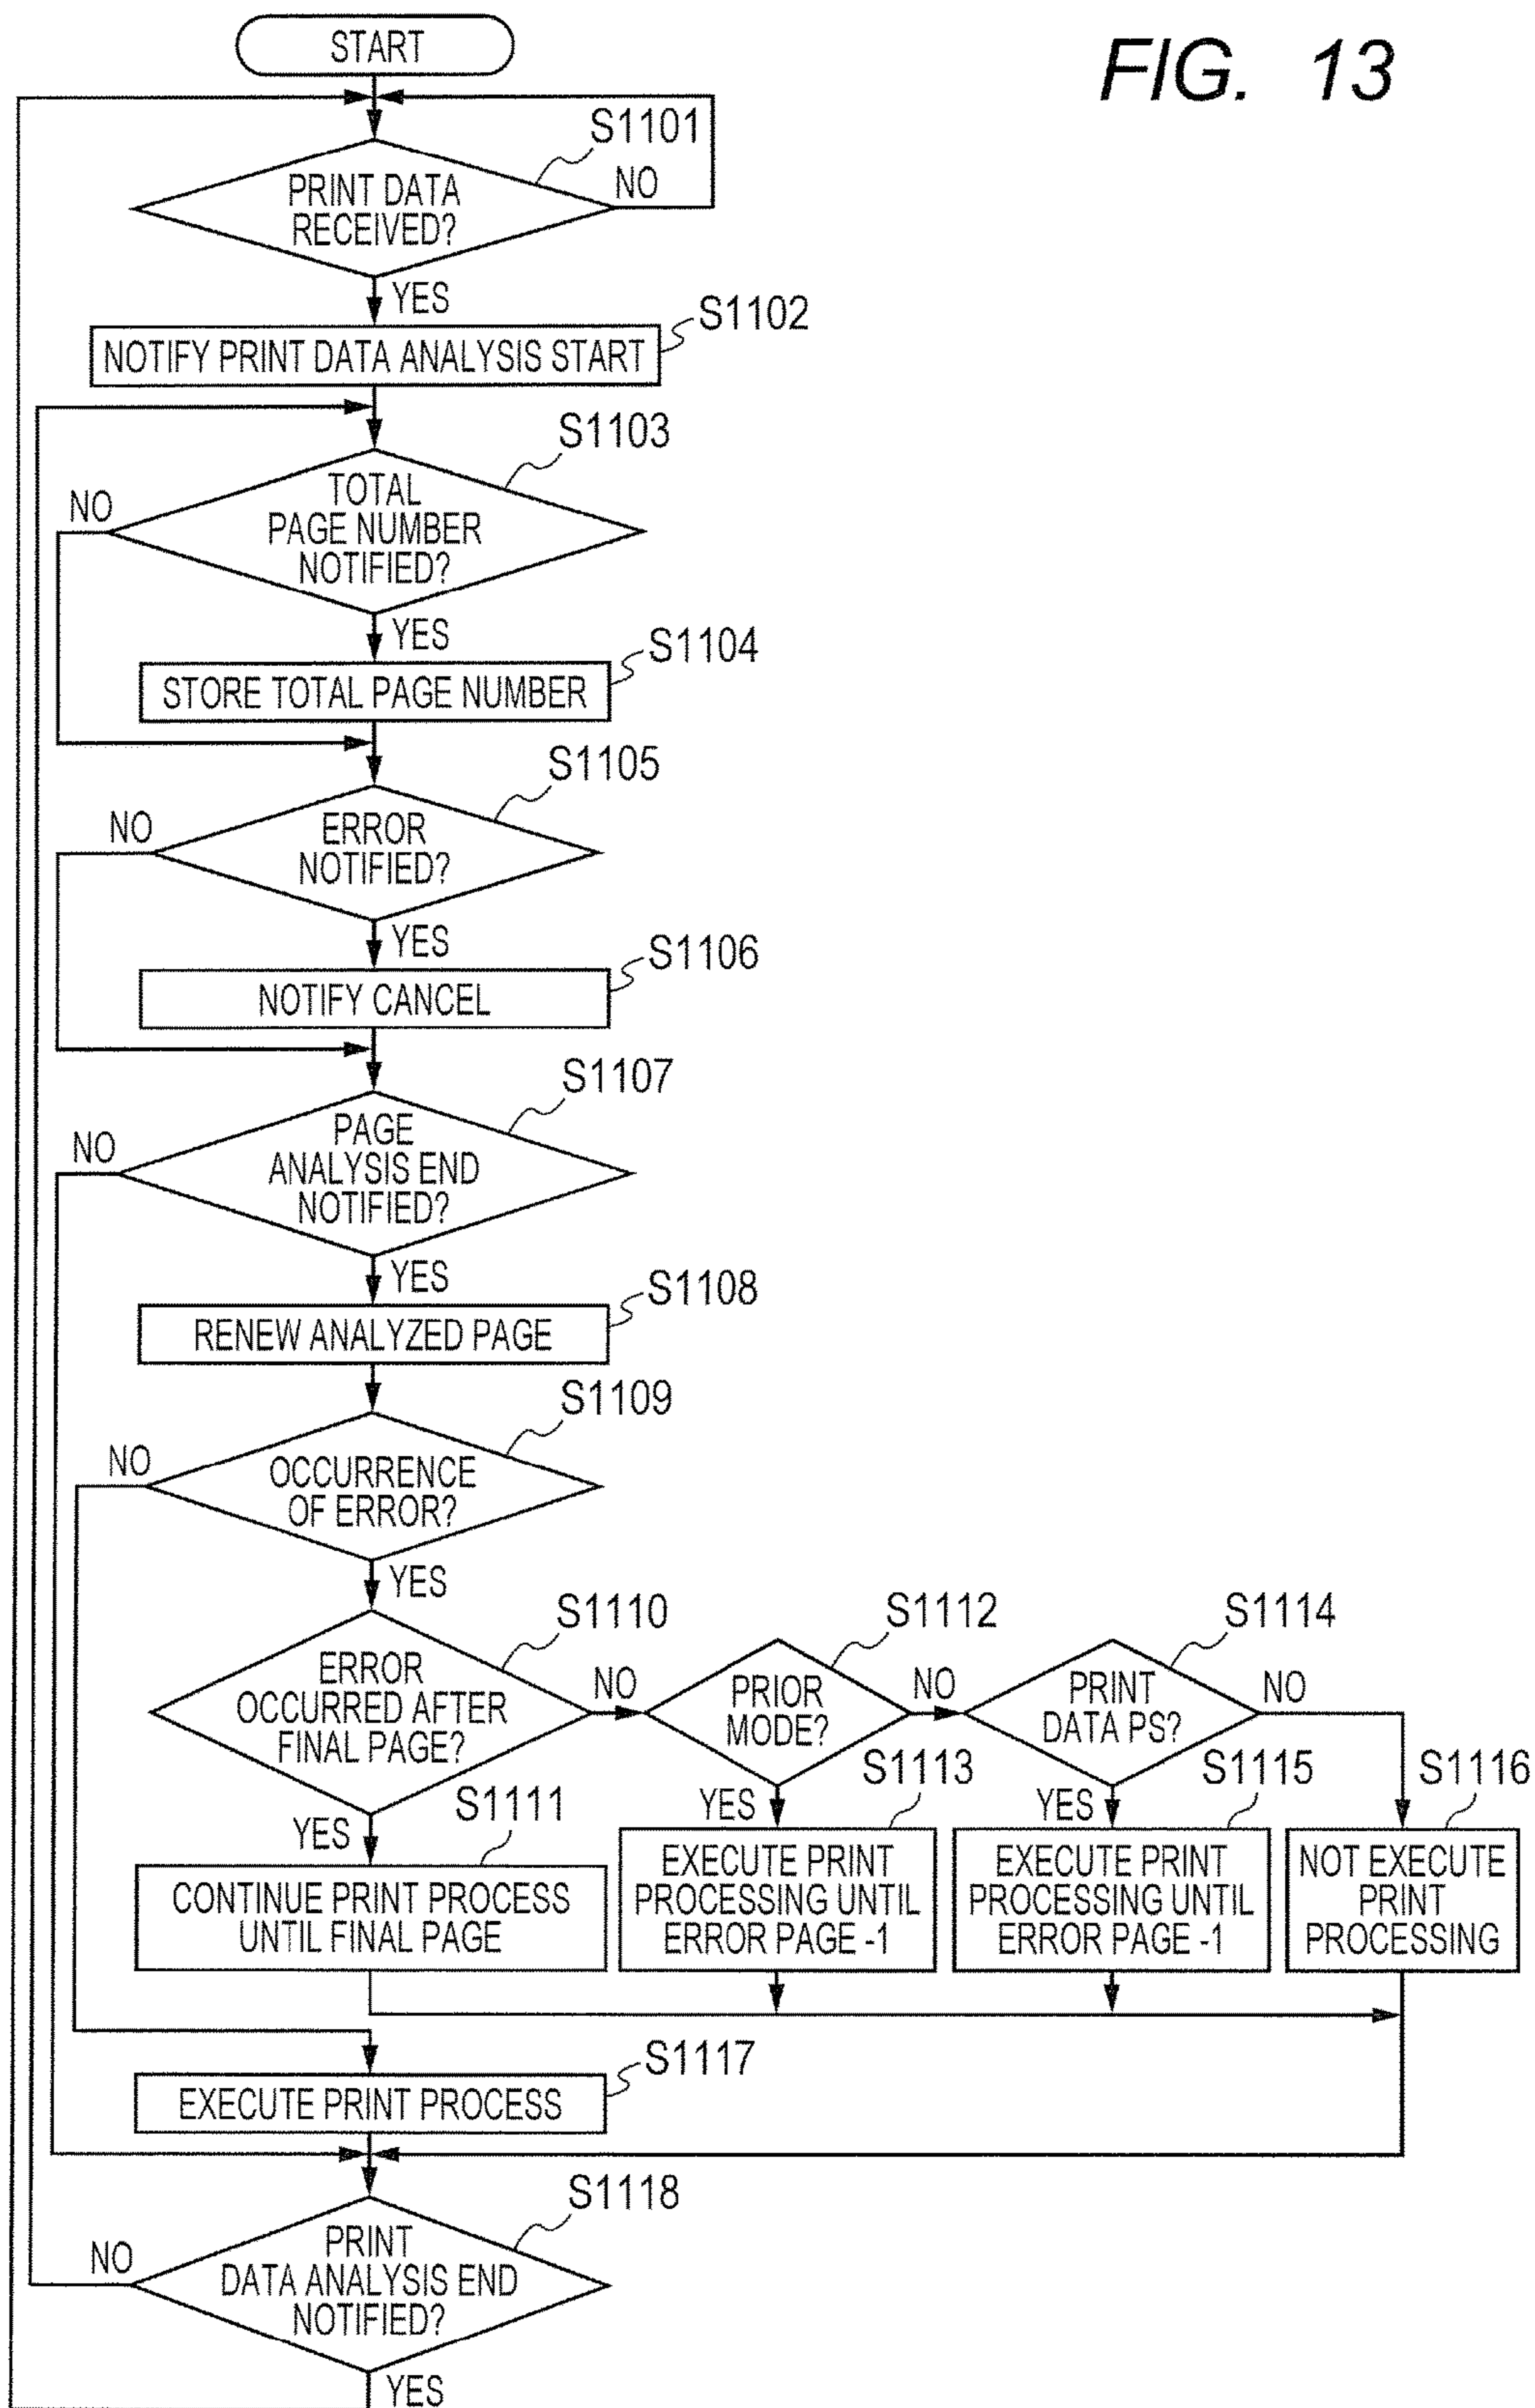 FIG. 13
START
S1101
PRINT DATA
RECEIVED?
NO
YES
S1102
NOTIFY PRINT DATA ANALYSIS START
S1103
TOTAL
PAGE NUMBER
NOTIFIED?
NO
YES
S1104
STORE TOTAL PAGE NUMBER
S1105
ERROR
NOTIFIED?
NO
YES
S1106
NOTIFY CANCEL
S1107
PAGE
ANALYSIS END
NOTIFIED?
NO
YES
S1108
RENEW ANALYZED PAGE
S1109
OCCURRENCE
OF ERROR?
NO
YES
S1110
ERROR
OCCURRED AFTER
FINAL PAGE?
NO
YES
S1111
CONTINUE PRINT PROCESS
UNTIL FINAL PAGE
S1112
PRIOR
MODE?
NO
YES
S1113
EXECUTE PRINT
PROCESSING UNTIL
ERROR PAGE -1
S1114
PRINT
DATA PS?
NO
YES
S1115
EXECUTE PRINT
PROCESSING UNTIL
ERROR PAGE -1
S1116
NOT EXECUTE
PRINT
PROCESSING
S1117
EXECUTE PRINT PROCESS
S1118
PRINT
DATA ANALYSIS END
NOTIFIED?
NO
YES